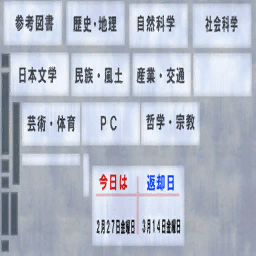 参考図書 歴史・地理 自然科学 社会科学
日本文学 民族・風土 産業・交通
芸術・体育 PC 哲学・宗教
今日は 返却日
2月27日金曜日 3月14日金曜日